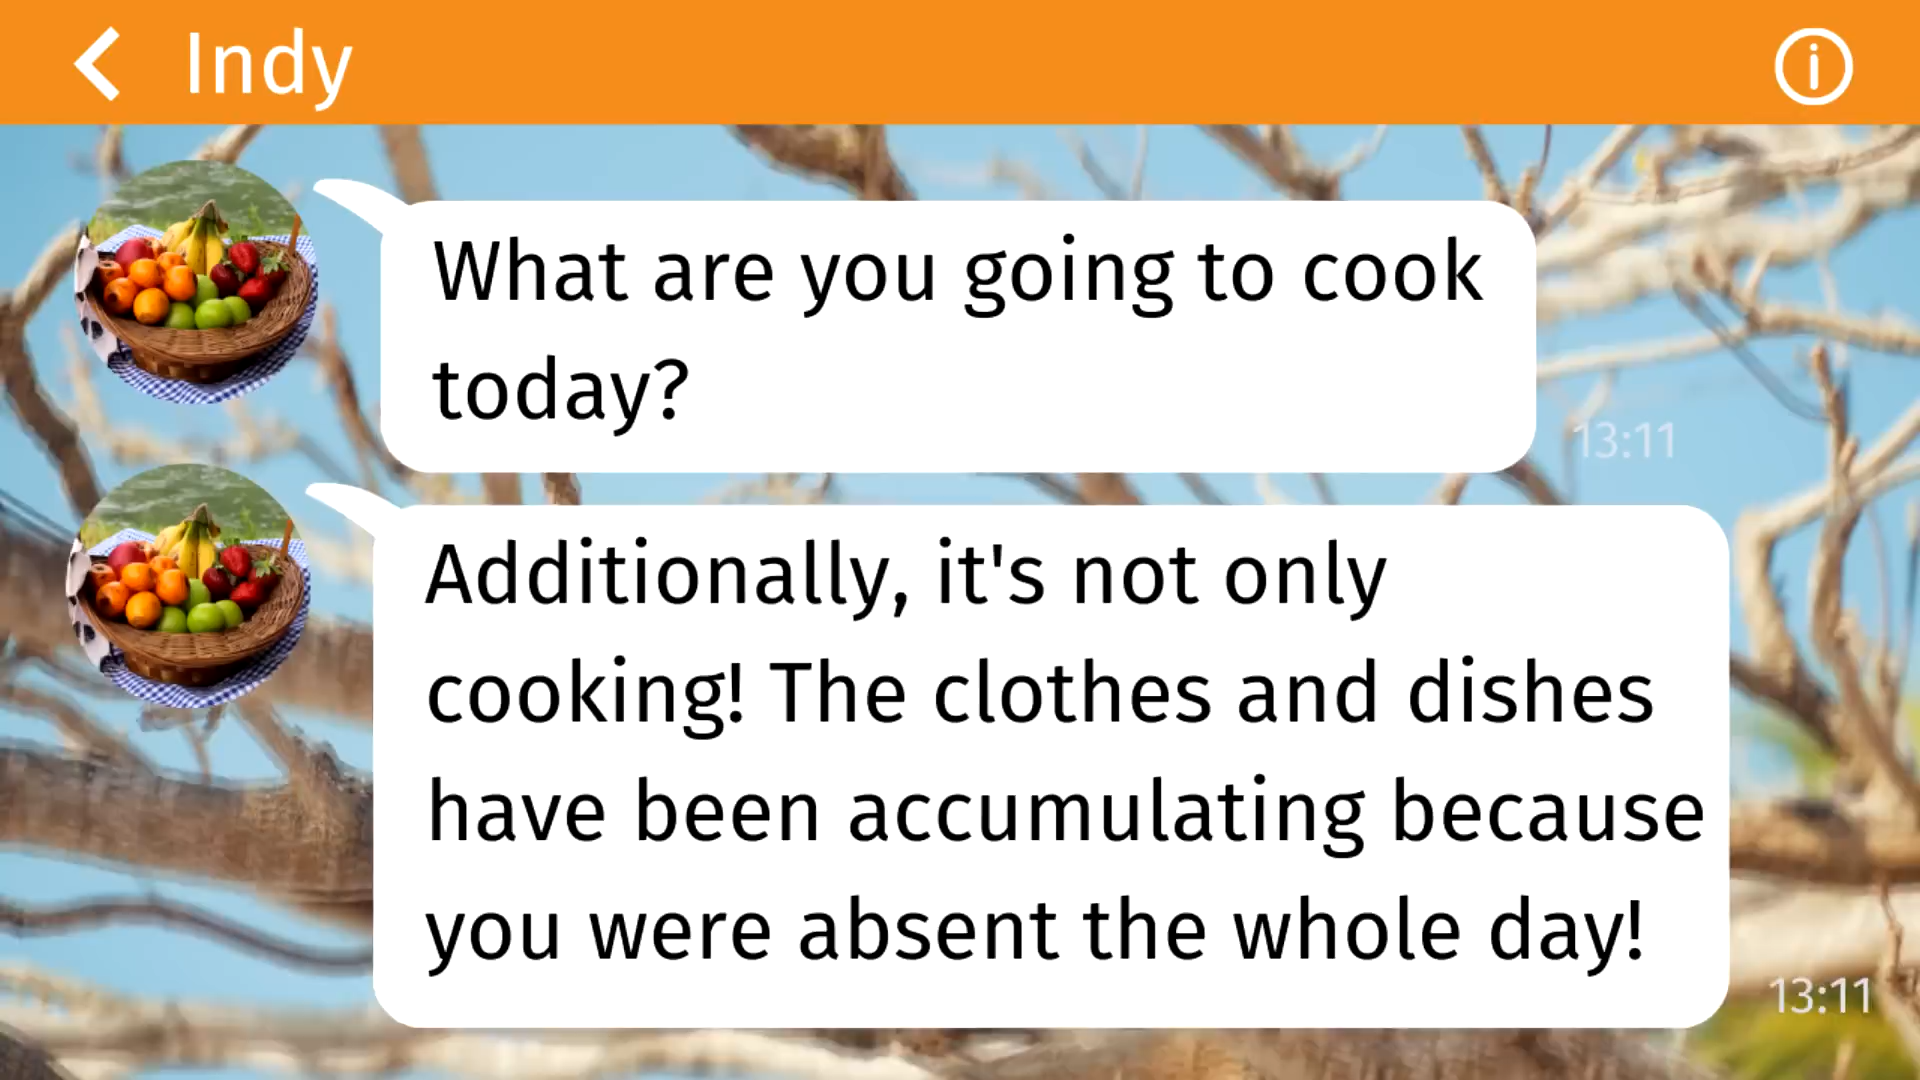 Indy
What are you going to cook
today?
13:11
Additionally, it's not only
cooking! The clothes and dishes
have been accumulating because
you were absent the whole day!
13:11